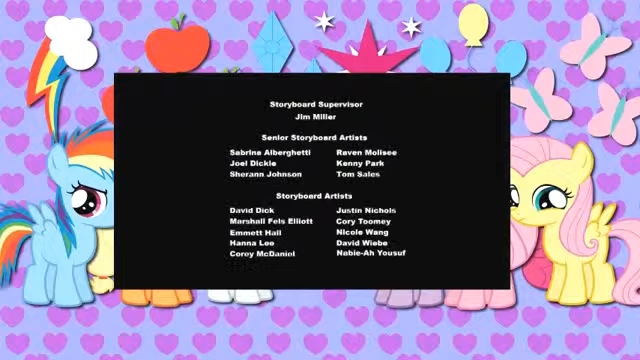 Storyboard Supervisor
Jim Miller
Senior Storyboard Artists
Sabrina Alberghetti Raven Molisee
Joel Dickie Kenny Park
Sherann Johnson Tom Sales
Storyboard Artists
David Dick Justin Nichols
Marshall Fels Elliott Cory Toomey
Emmett Hall Nicole Wang
Hanna Lee David Wiebe
Corey McDaniel Nabie-Ah Yousuf